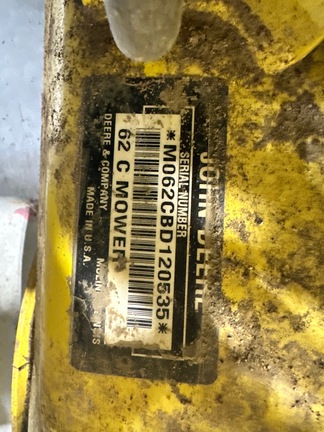 JOHN DEERE
SERIAL NUMBER
*M062CBD120535*
62 C MOWER
DEERE & COMPANY
MADE IN U.S.A.